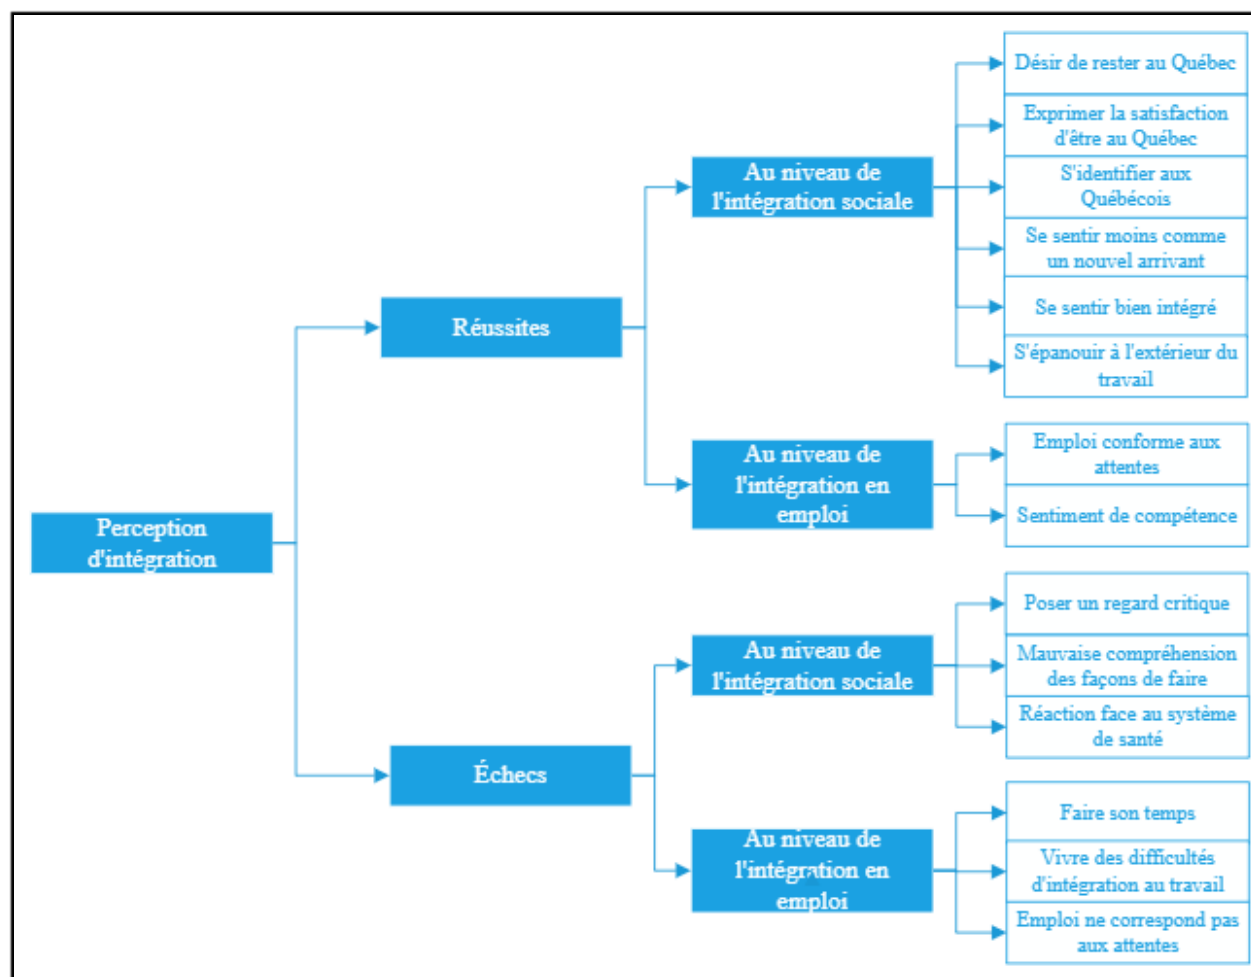 Perception
d'intégration
Réussites
Au niveau de
l'intégration sociale
Désir de rester au Québec
Exprimer la satisfaction
d'être au Québec
S'identifier aux
Québécois
Se sentir moins comme
un nouvel arrivant
Se sentir bien intégré
S'épanouir à l'extérieur du
travail
Au niveau de
l'intégration en
emploi
Emploi conforme aux
attentes
Sentiment de compétence
Échecs
Au niveau de
l'intégration sociale
Poser un regard critique
Mauvaise compréhension
des façons de faire
Réaction face au système
de santé
Au niveau de
l'intégration en
emploi
Faire son temps
Vivre des difficultés
d'intégration au travail
Emploi ne correspond pas
aux attentes